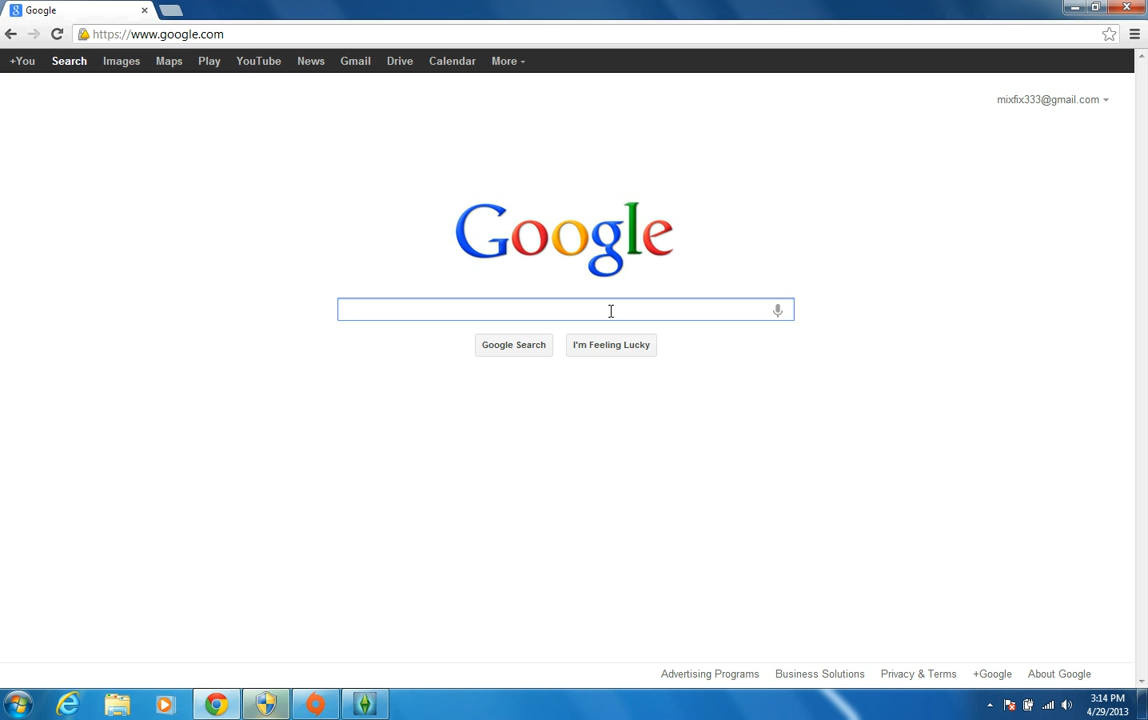 Google
https://www.google.com
+You Search Images Maps Play YouTube News Gmail Drive Calendar More
mixfix333@gmail.com
Google
Google Search I'm Feeling Lucky
Advertising Programs Business Solutions Privacy & Terms +Google About Google
3:14 PM
4/29/2013